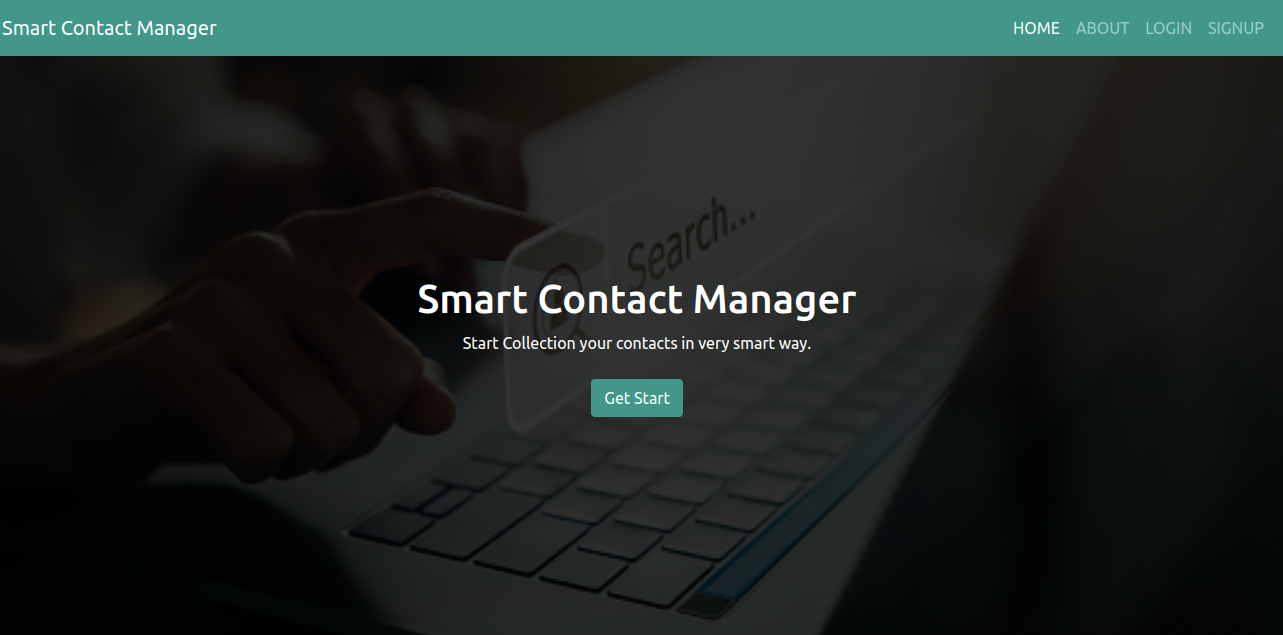 Smart Contact Manager
HOME ABOUT LOGIN SIGNUP
Search...
Smart Contact Manager
Start Collection your contacts in very smart way.
Get Start